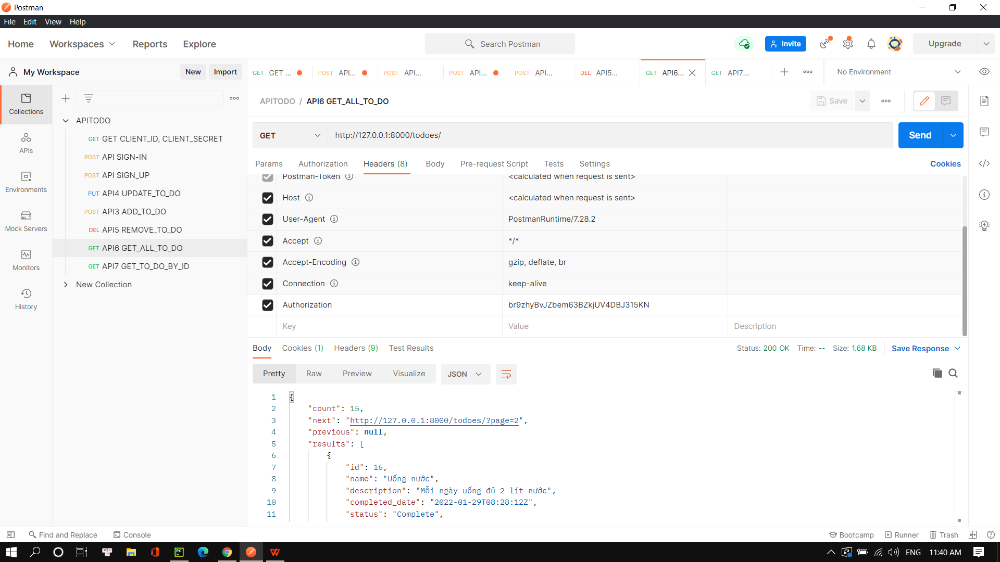 Postman
File Edit View Help
Home Workspaces Reports Explore Search Postman Invite Upgrade
My Workspace New Import
GET GET ... POST API... POST API... POST API... POST API... DEL API5... GET API6... GET API7... No Environment
Collections
APIs
Environments
Mock Servers
Monitors
History
APITODO
GET GET CLIENT_ID, CLIENT_SECRET
POST API SIGN-IN
POST API SIGN_UP
PUT API4 UPDATE_TO_DO
POST API3 ADD_TO_DO
DEL API5 REMOVE_TO_DO
GET API6 GET_ALL_TO_DO
GET API7 GET_TO_DO_BY_ID
New Collection
APITODO / API6 GET_ALL_TO_DO Save
GET http://127.0.0.1:8000/todoes/ Send
Params Authorization Headers (8) Body Pre-request Script Tests Settings Cookies
Postman-Token <calculated when request is sent>
Host <calculated when request is sent>
User-Agent PostmanRuntime/7.28.2
Accept */*
Accept-Encoding gzip, deflate, br
Connection keep-alive
Authorization br9zhyBvJZbem63BZkjUV4DBJ315KN
Key Value Description
Body Cookies (1) Headers (9) Test Results Status: 200 OK Time: -- Size: 1.68 KB Save Response
Pretty Raw Preview Visualize JSON
1 {
2 "count": 15,
3 "next": "http://127.0.0.1:8000/todoes/?page=2",
4 "previous": null,
5 "results": [
6 {
7 "id": 16,
8 "name": "Uống nước",
9 "description": "Mỗi ngày uống đủ 2 lít nước",
10 "completed_date": "2022-01-29T08:28:12Z",
11 "status": "Complete",
Find and Replace Console Bootcamp Runner Trash
ENG 11:40 AM